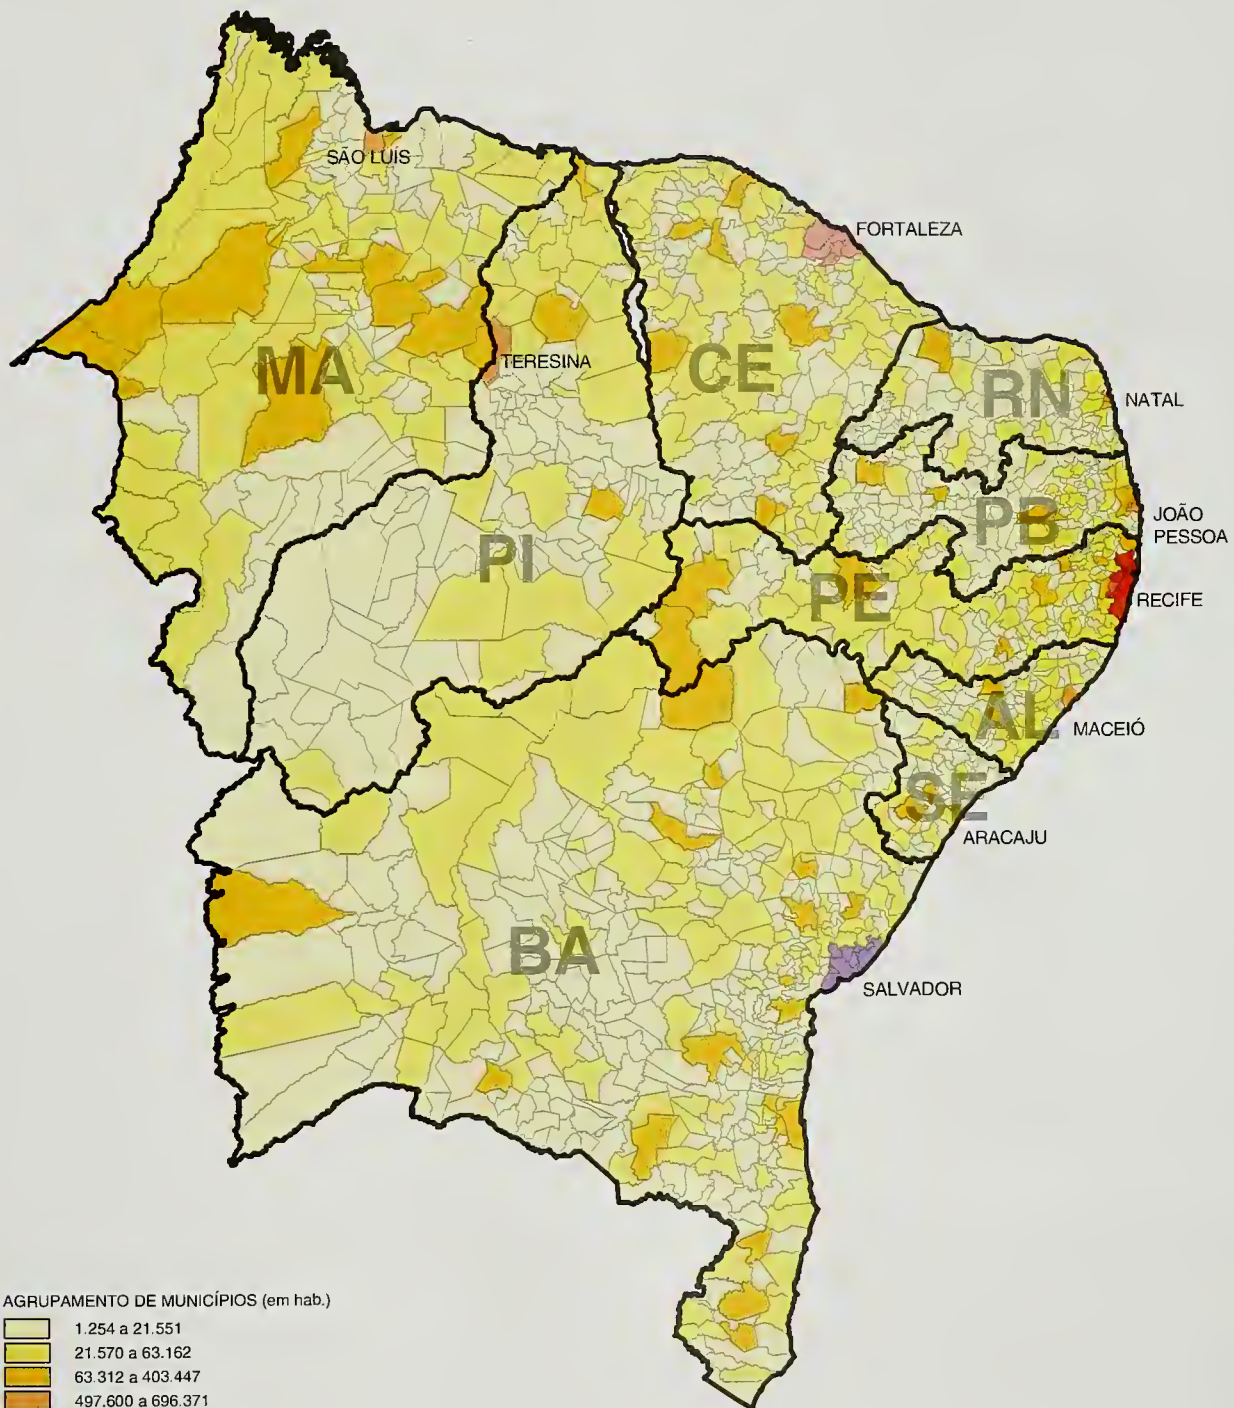 SÃO LUÍS
FORTALEZA
TERESINA
MA
CE
RN
NATAL
PI
PB
JOÃO
PESSOA
PE
RECIFE
AL
MACEIÓ
SE
ARACAJU
BA
SALVADOR
AGRUPAMENTO DE MUNICÍPIOS (em hab.)
1.254 a 21.551
21.570 a 63.162
63.312 a 403.447
497.600 a 696.371